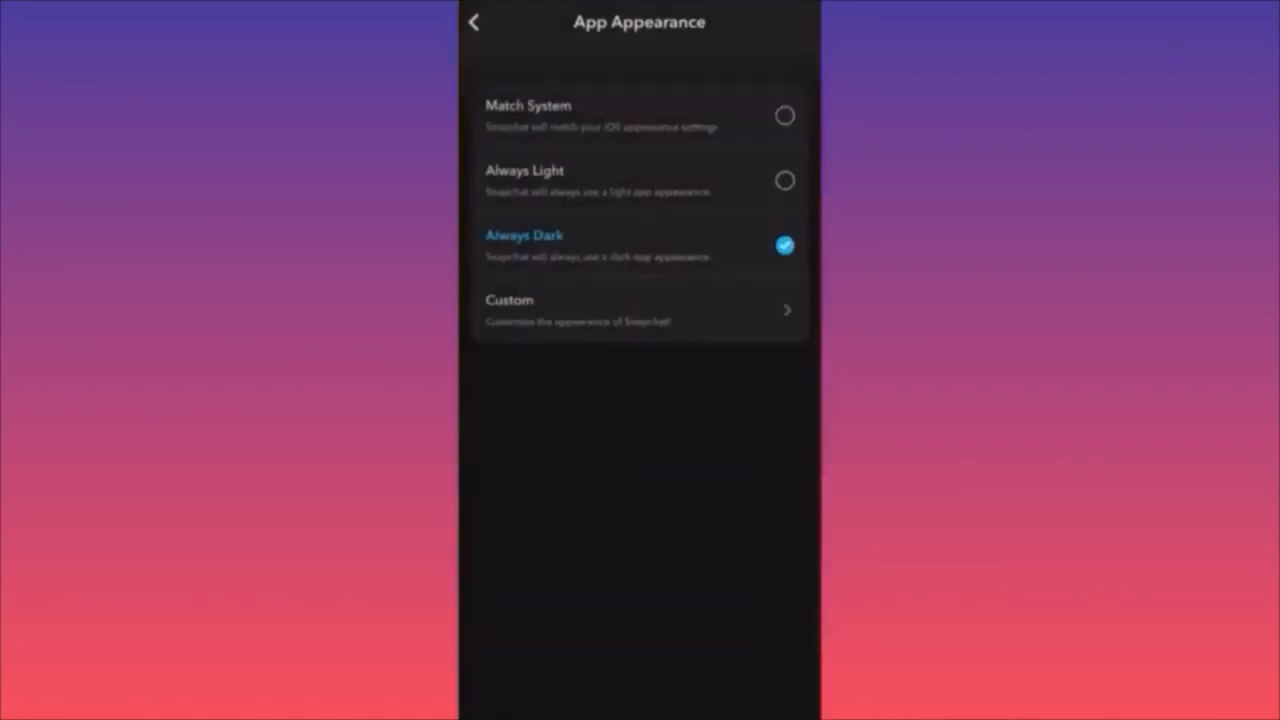 App Appearance
Match System
Snapchat will match your iOS appearance settings
Always Light
Snapchat will always use a light app appearance.
Always Dark
Snapchat will always use a dark app appearance.
Custom
Customize the appearance of Snapchat!